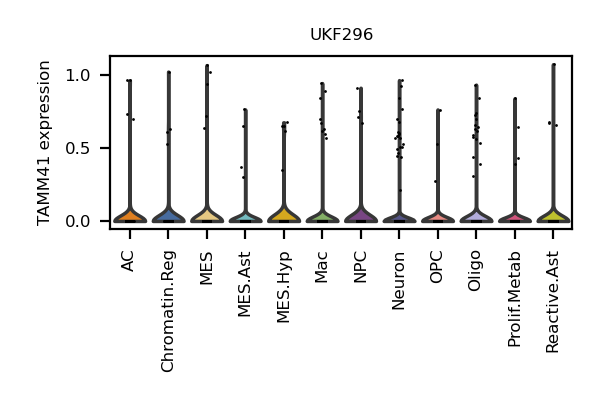 UKF296
TAMM41 expression
1.0
0.5
0.0
AC
Chromatin.Reg
MES
MES.Ast
MES.Hyp
Mac
NPC
Neuron
OPC
Oligo
Prolif.Metab
Reactive.Ast